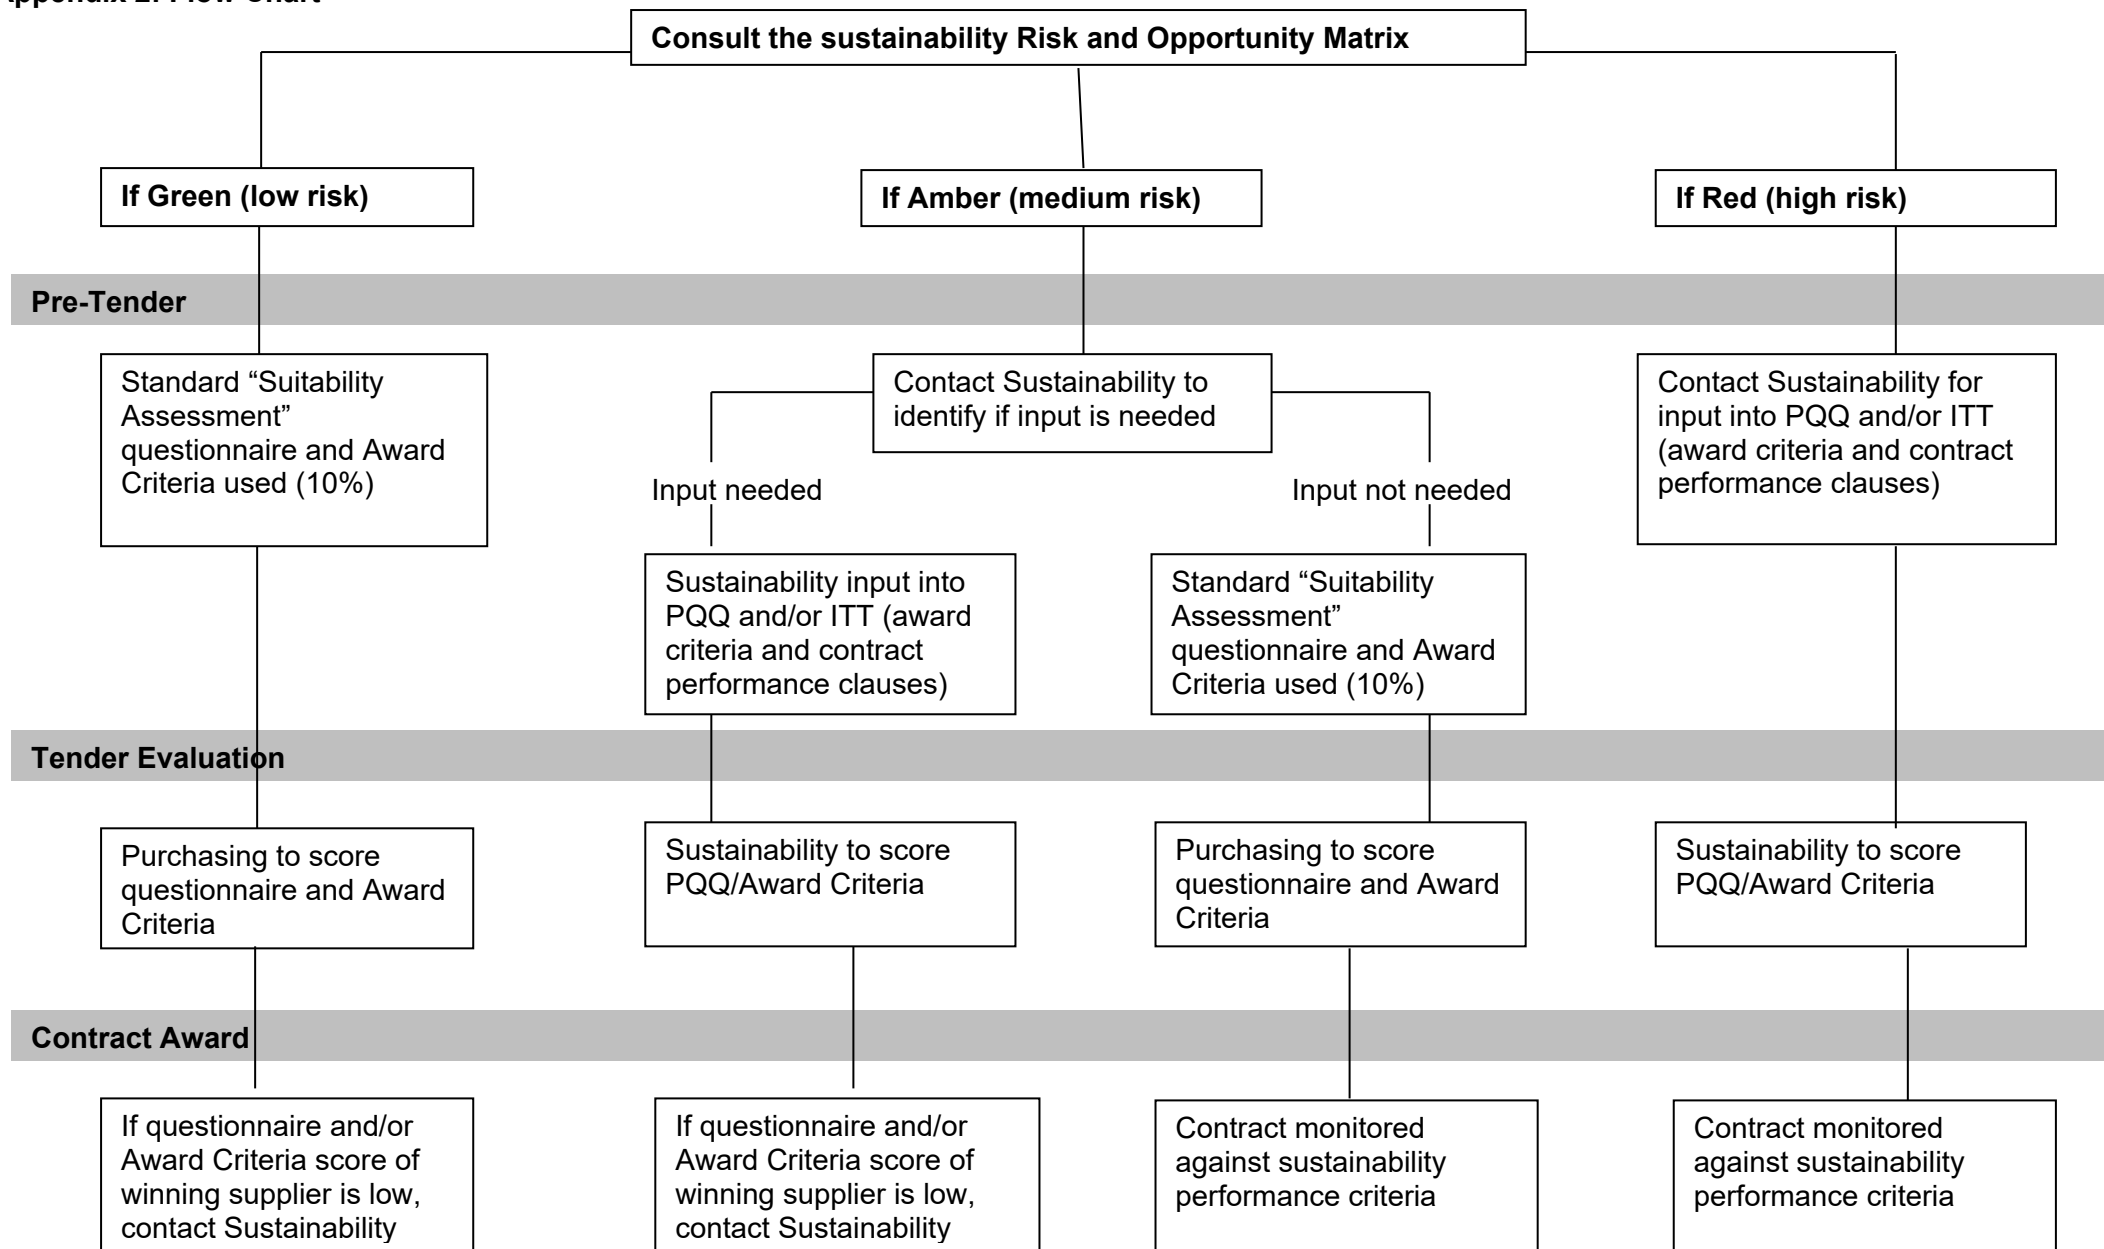 Appendix 2: Flow Chart
Consult the sustainability Risk and Opportunity Matrix
If Green (low risk)
If Amber (medium risk)
If Red (high risk)
Pre-Tender
Standard “Suitability
Assessment”
questionnaire and Award
Criteria used (10%)
Contact Sustainability to
identify if input is needed
Contact Sustainability for
input into PQQ and/or ITT
(award criteria and contract
performance clauses)
Input needed
Input not needed
Sustainability input into
PQQ and/or ITT (award
criteria and contract
performance clauses)
Standard “Suitability
Assessment”
questionnaire and Award
Criteria used (10%)
Tender Evaluation
Purchasing to score
questionnaire and Award
Criteria
Sustainability to score
PQQ/Award Criteria
Purchasing to score
questionnaire and Award
Criteria
Sustainability to score
PQQ/Award Criteria
Contract Award
If questionnaire and/or
Award Criteria score of
winning supplier is low,
contact Sustainability
If questionnaire and/or
Award Criteria score of
winning supplier is low,
contact Sustainability
Contract monitored
against sustainability
performance criteria
Contract monitored
against sustainability
performance criteria